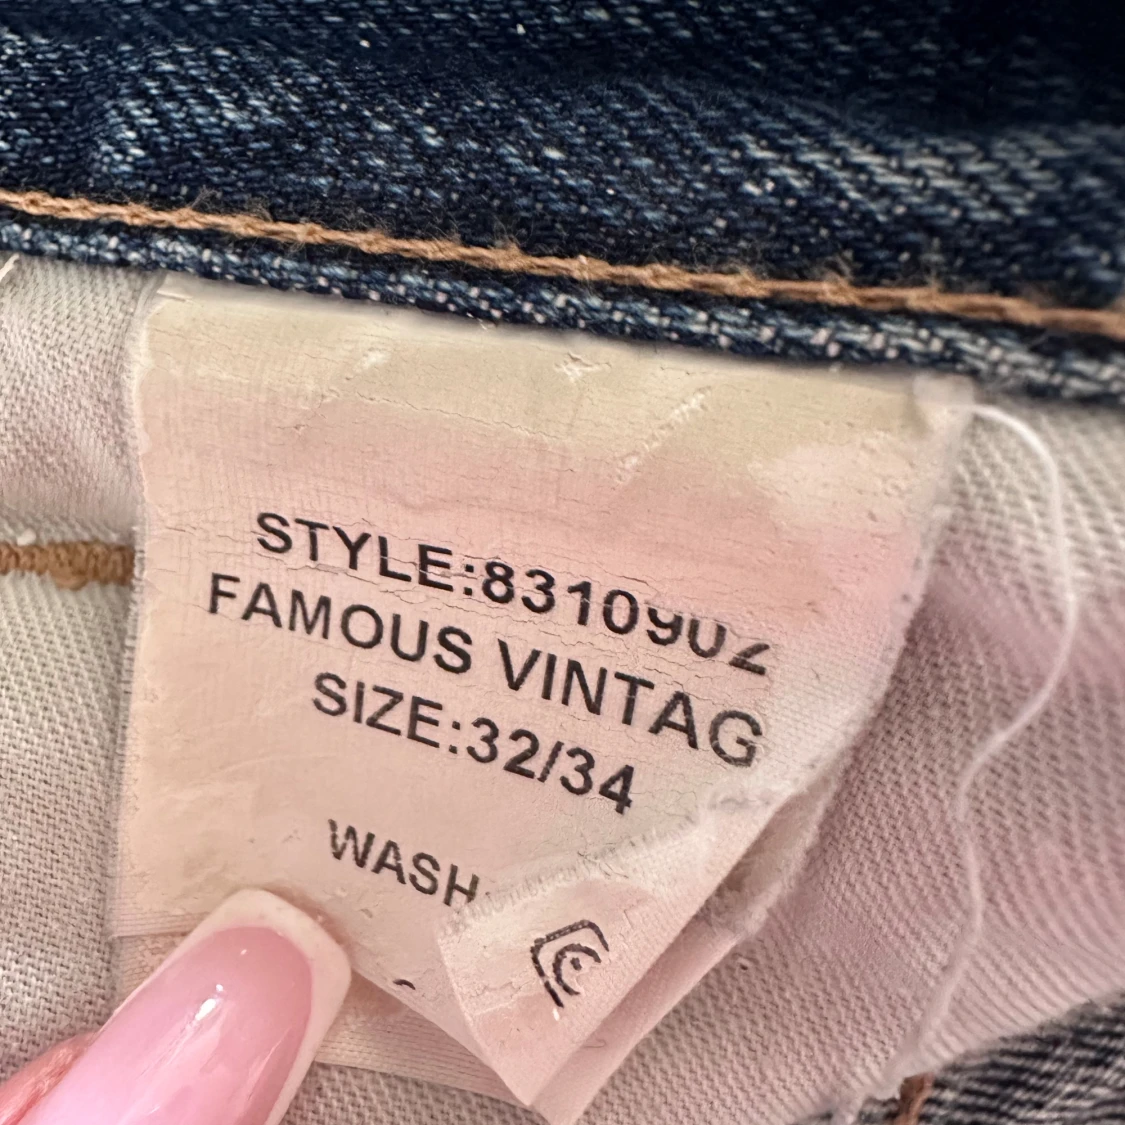 STYLE:8310902
FAMOUS VINTAG
SIZE:32/34
WASH